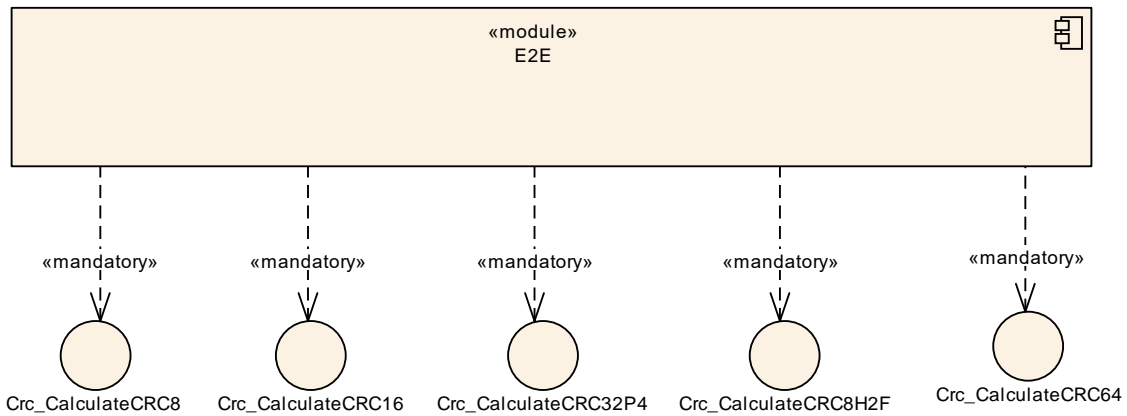 «module»
E2E
«mandatory» «mandatory» «mandatory» «mandatory» «mandatory»
Crc_CalculateCRC8 Crc_CalculateCRC16 Crc_CalculateCRC32P4 Crc_CalculateCRC8H2F Crc_CalculateCRC64